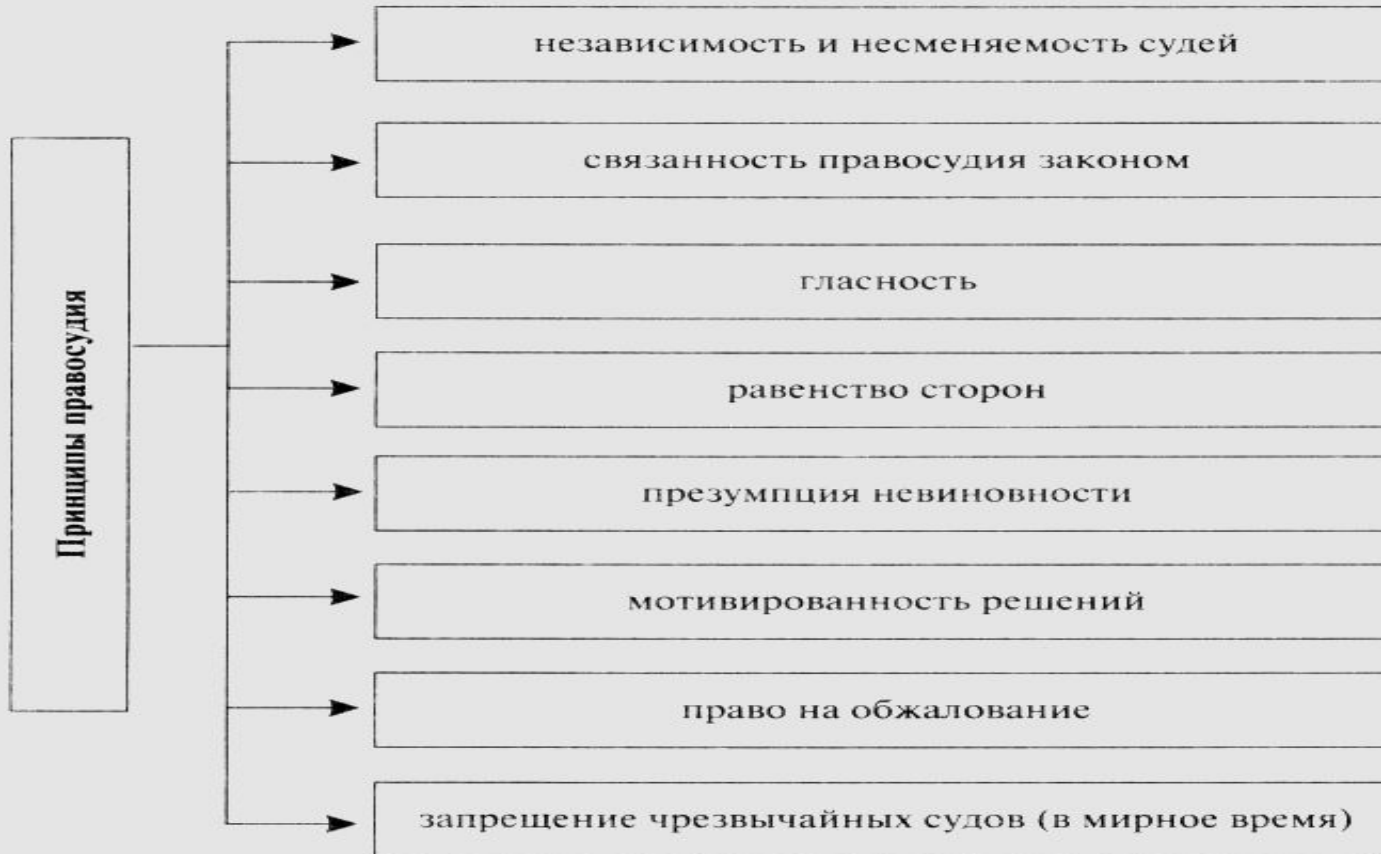 Принципы правосудия
независимость и несменяемость судей
связанность правосудия законом
гласность
равенство сторон
презумпция невиновности
мотивированность решений
право на обжалование
запрещение чрезвычайных судов (в мирное время)